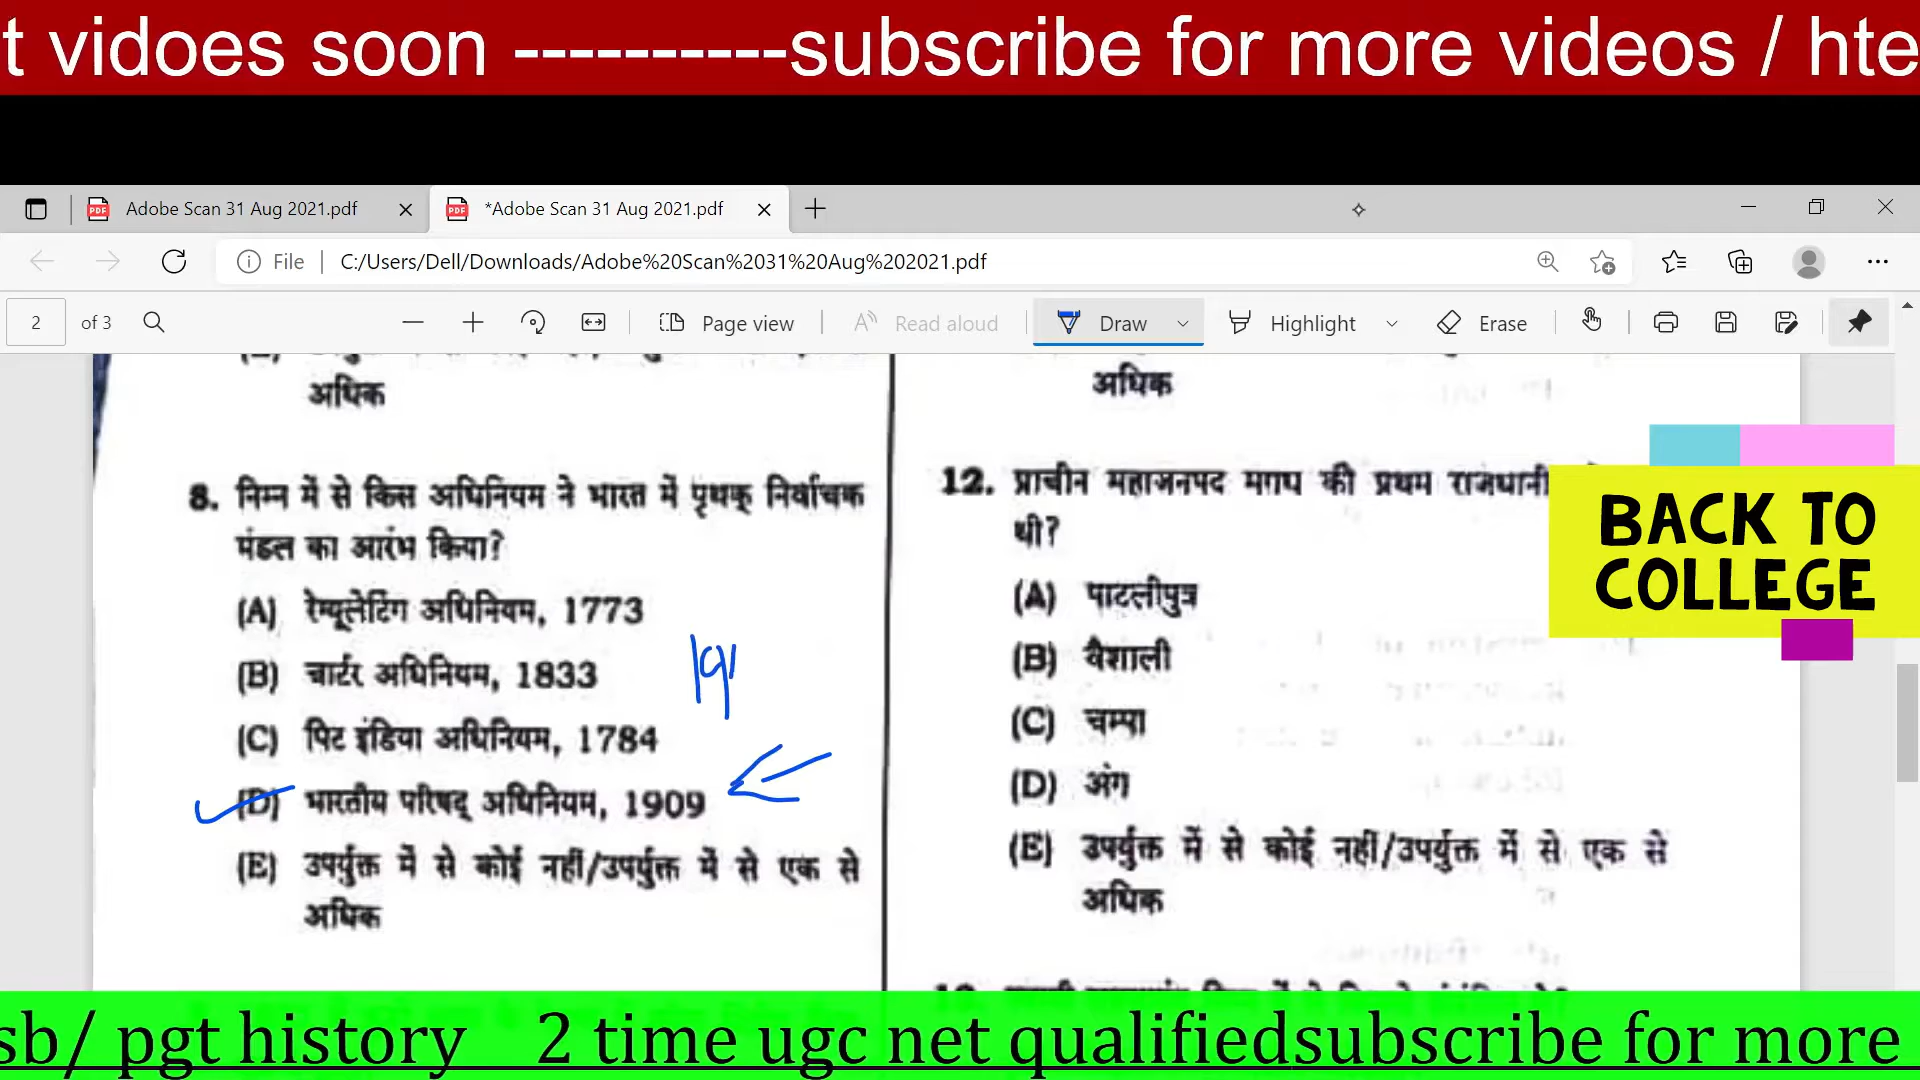 t vidoes soon ----------subscribe for more videos / hte
Adobe Scan 31 Aug 2021.pdf
*Adobe Scan 31 Aug 2021.pdf
File
C:/Users/Dell/Downloads/Adobe%20Scan%2031%20Aug%202021.pdf
2 of 3
Page view
Read aloud
Draw
Highlight
Erase
अधिक
8. निम्न में से किस अधिनियम ने भारत में पृथक् निर्वाचक
मंडल का आरंभ किया?
(A) रेग्यूलेटिंग अधिनियम, 1773
(B) चार्टर अधिनियम, 1833
(C) पिट इंडिया अधिनियम, 1784
(D) भारतीय परिषद् अधिनियम, 1909
(E) उपर्युक्त में से कोई नहीं/उपर्युक्त में से एक से
अधिक
अधिक
12. प्राचीन महाजनपद मगध की प्रथम राजधानी
थी?
(A) पाटलीपुत्र
(B) वैशाली
(C) चम्पा
(D) अंग
(E) उपर्युक्त में से कोई नहीं/उपर्युक्त में से एक से
अधिक
BACK TO
COLLEGE
sb/ pgt history 2 time ugc net qualifiedsubscribe for more